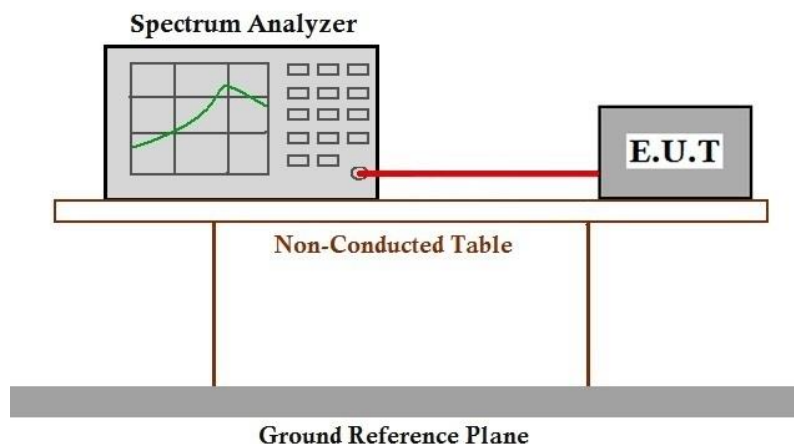 Spectrum Analyzer
E.U.T
Non-Conducted Table
Ground Reference Plane